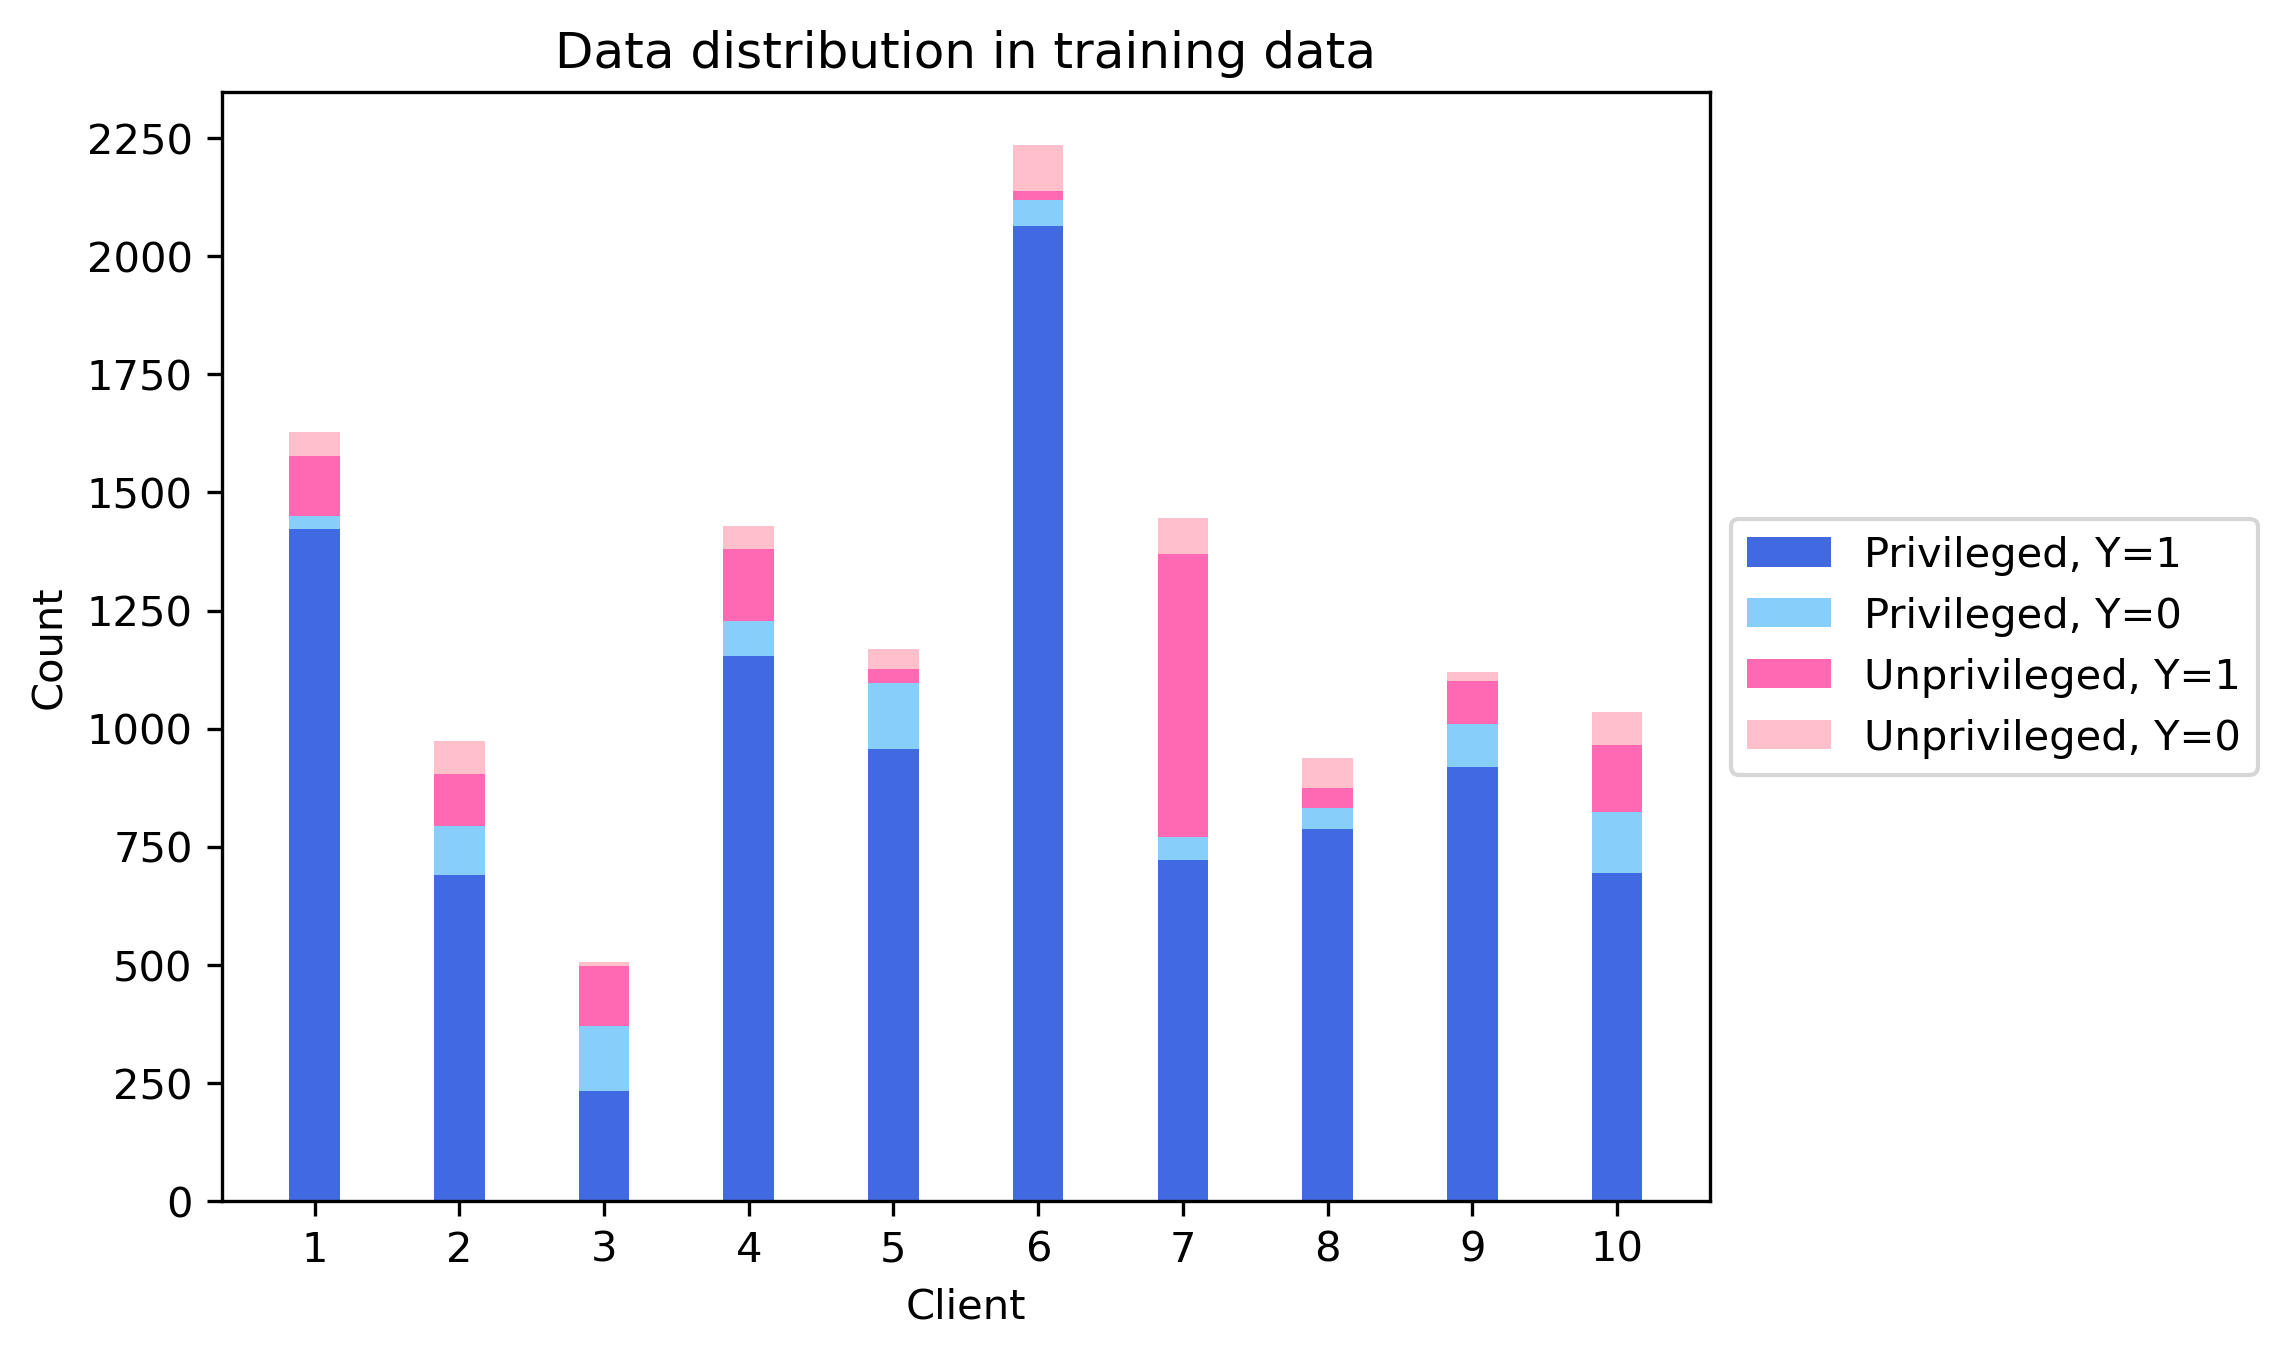 Data distribution in training data
2250
2000
1750
1500
1250
1000
750
500
250
0
Count
1 2 3 4 5 6 7 8 9 10
Client
Privileged, Y=1
Privileged, Y=0
Unprivileged, Y=1
Unprivileged, Y=0